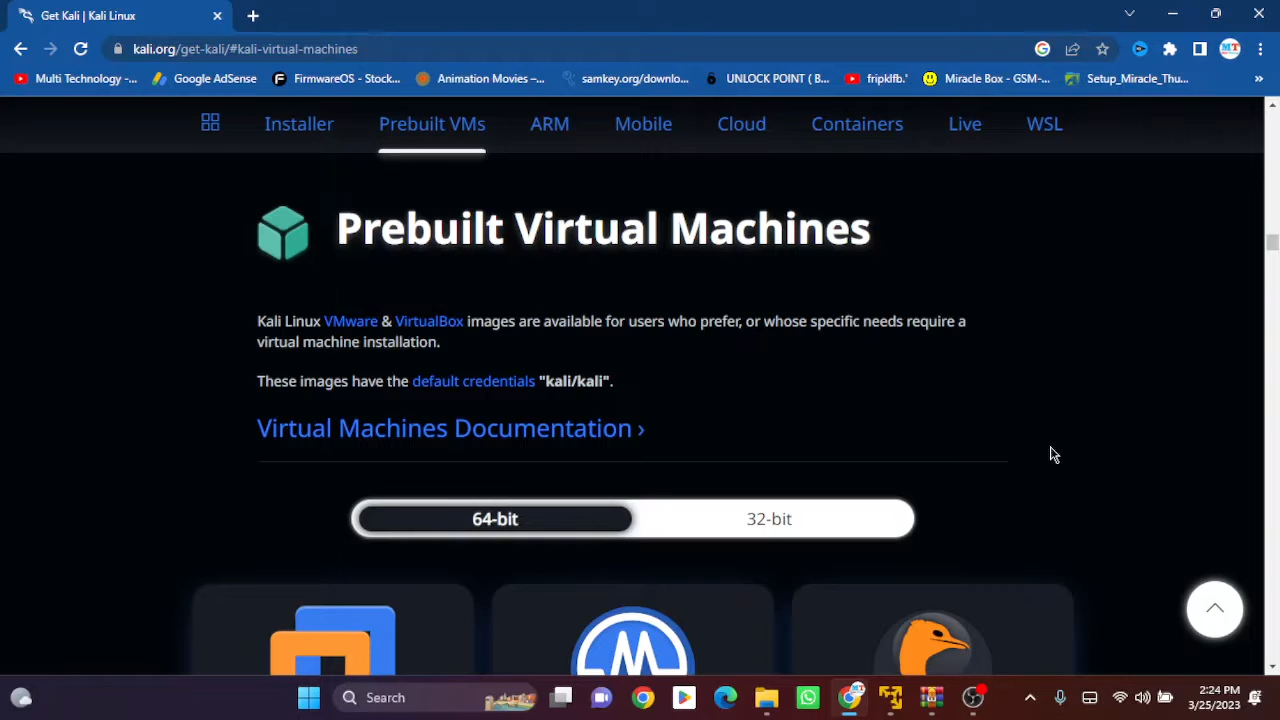 Get Kali | Kali Linux
kali.org/get-kali/#kali-virtual-machines
Multi Technology -...
Google AdSense
FirmwareOS - Stock...
Animation Movies –...
samkey.org/downlo...
UNLOCK POINT ( B...
fripldfb.'
Miracle Box - GSM-...
Setup_Miracle_Thu...
»
Installer
Prebuilt VMs
ARM
Mobile
Cloud
Containers
Live
WSL
Prebuilt Virtual Machines
Kali Linux VMware & VirtualBox images are available for users who prefer, or whose specific needs require a
virtual machine installation.
These images have the default credentials "kali/kali".
Virtual Machines Documentation ›
64-bit
32-bit
Search
2:24 PM
3/25/2023